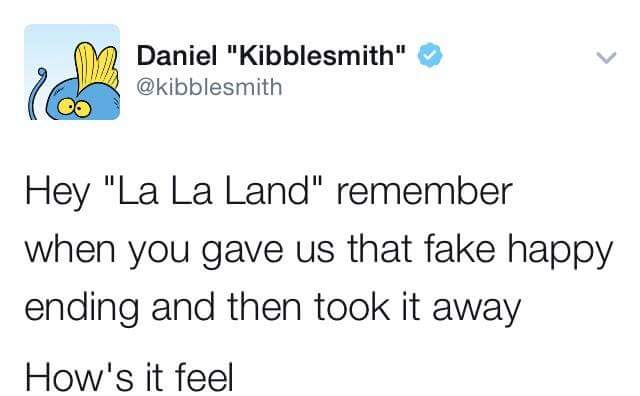 Daniel "Kibblesmith"
@kibblesmith
Hey "La La Land" remember
when you gave us that fake happy
ending and then took it away
How's it feel